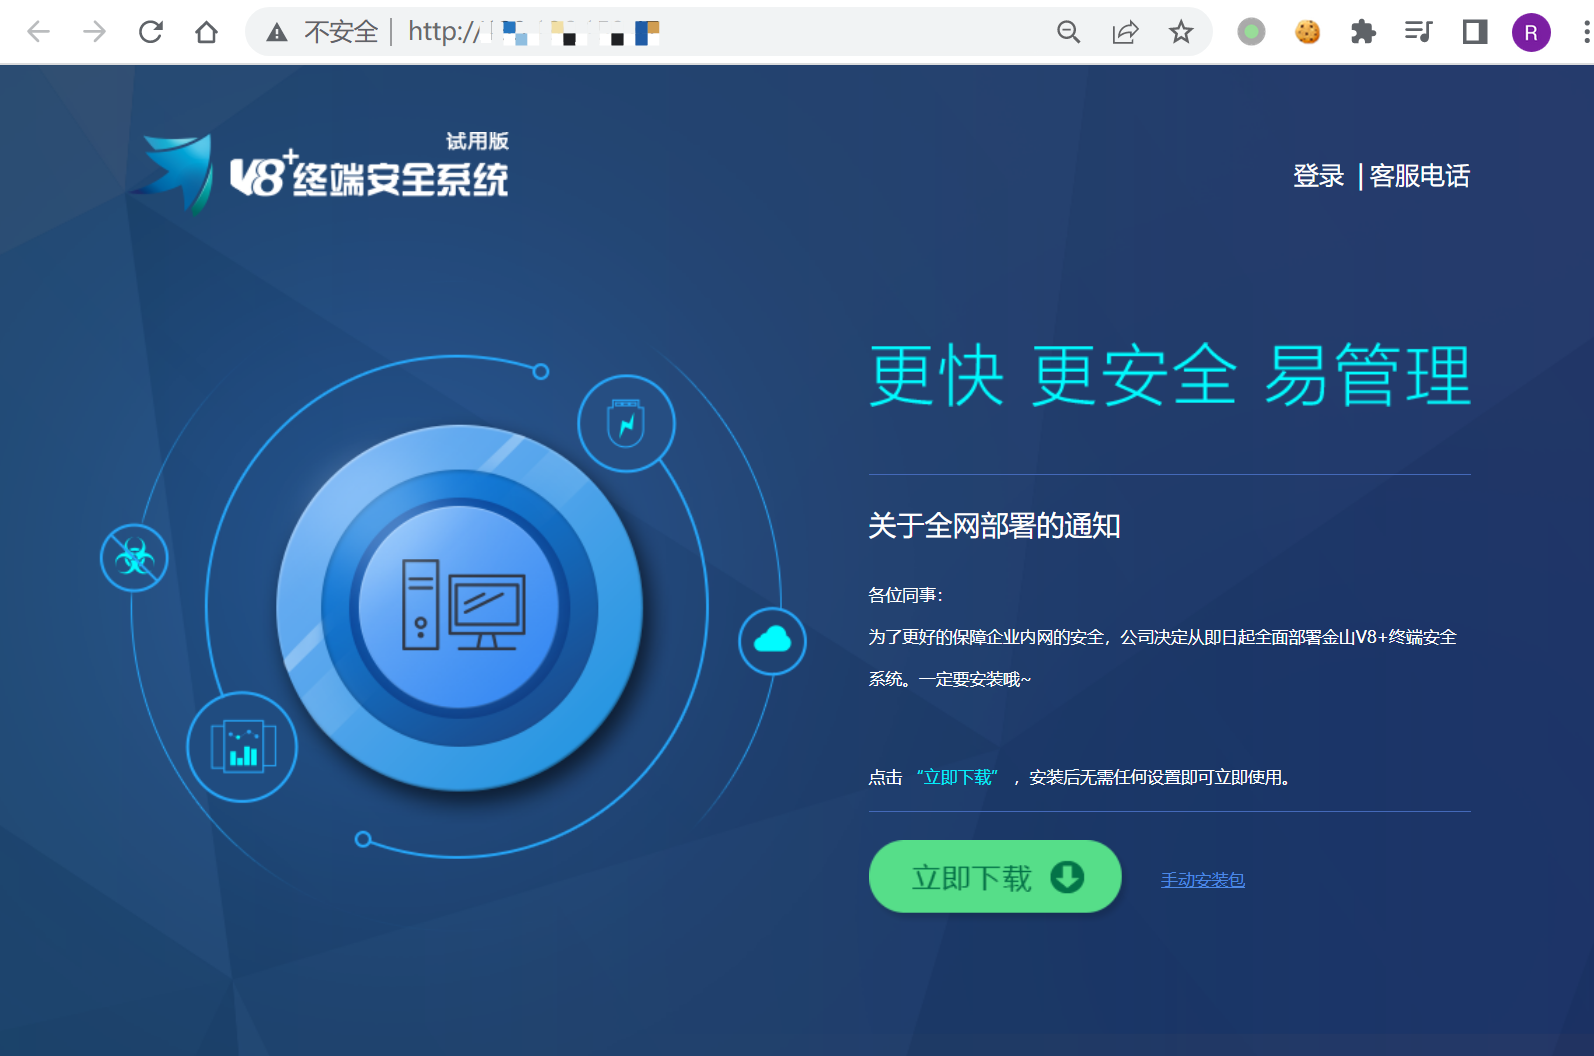 不安全 | http://
试用版
V8+终端安全系统
登录 | 客服电话
更快 更安全 易管理
关于全网部署的通知
各位同事：
为了更好的保障企业内网的安全，公司决定从即日起全面部署金山V8+终端安全
系统。一定要安装哦~
点击 “立即下载” ，安装后无需任何设置即可立即使用。
立即下载
手动安装包
R